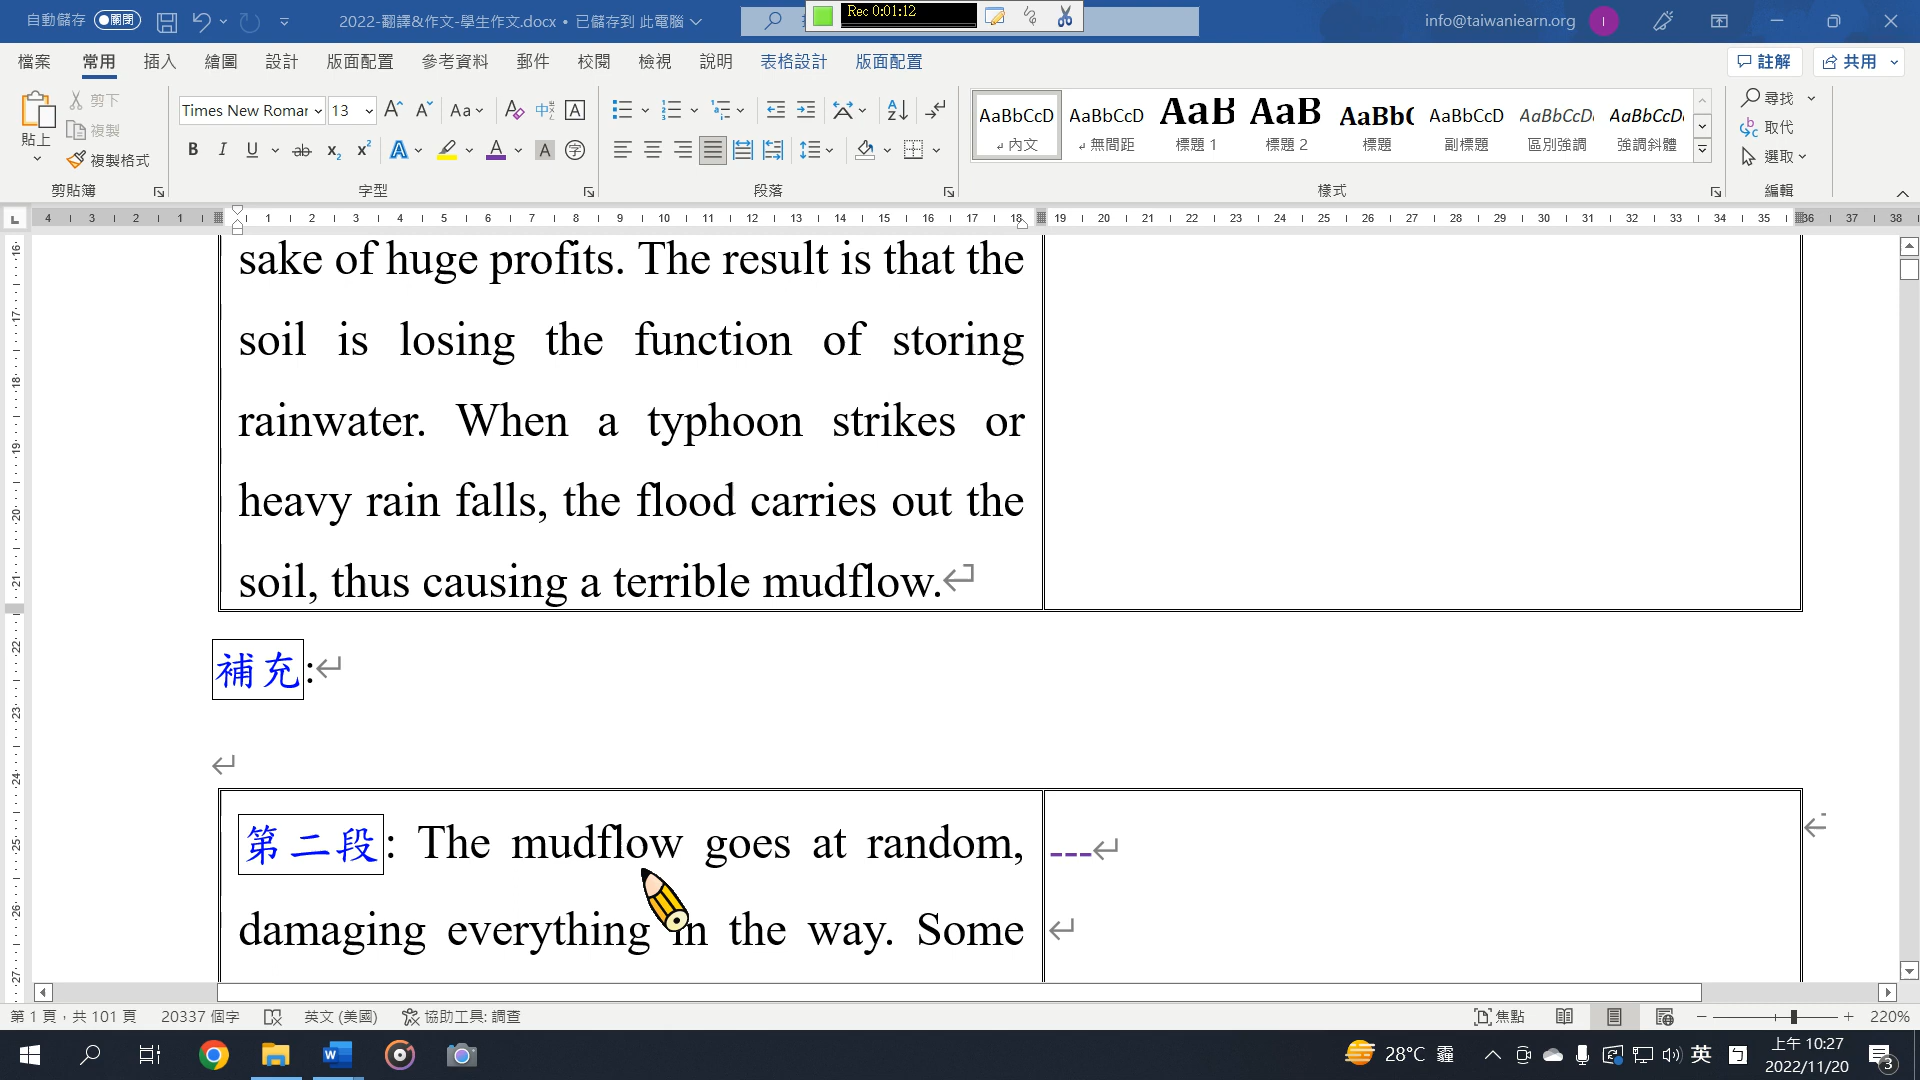 自動儲存 關閉 2022-翻譯&作文-學生作文.docx • 已儲存到 此電腦 Rec 0:01:12 info@taiwaniearn.org I
檔案 常用 插入 繪圖 設計 版面配置 參考資料 郵件 校閱 檢視 說明 表格設計 版面配置 註解 共用
貼上 剪下 複製 複製格式 剪貼簿
Times New Roman 13 字型
段落
AaBbCcD 內文 AaBbCcD 無間距 AaB 標題 1 AaB 標題 2 AaBbC 標題 AaBbCcD 副標題 AaBbCcD 區別強調 AaBbCcD 強調斜體 樣式
尋找 取代 選取 編輯
sake of huge profits. The result is that the
soil is losing the function of storing
rainwater. When a typhoon strikes or
heavy rain falls, the flood carries out the
soil, thus causing a terrible mudflow.
補充:
第二段: The mudflow goes at random, ---
damaging everything in the way. Some
第 1 頁，共 101 頁 20337 個字 英文 (美國) 協助工具: 調查 焦點 220%
28°C 霾 英 上午 10:27
2022/11/20 3